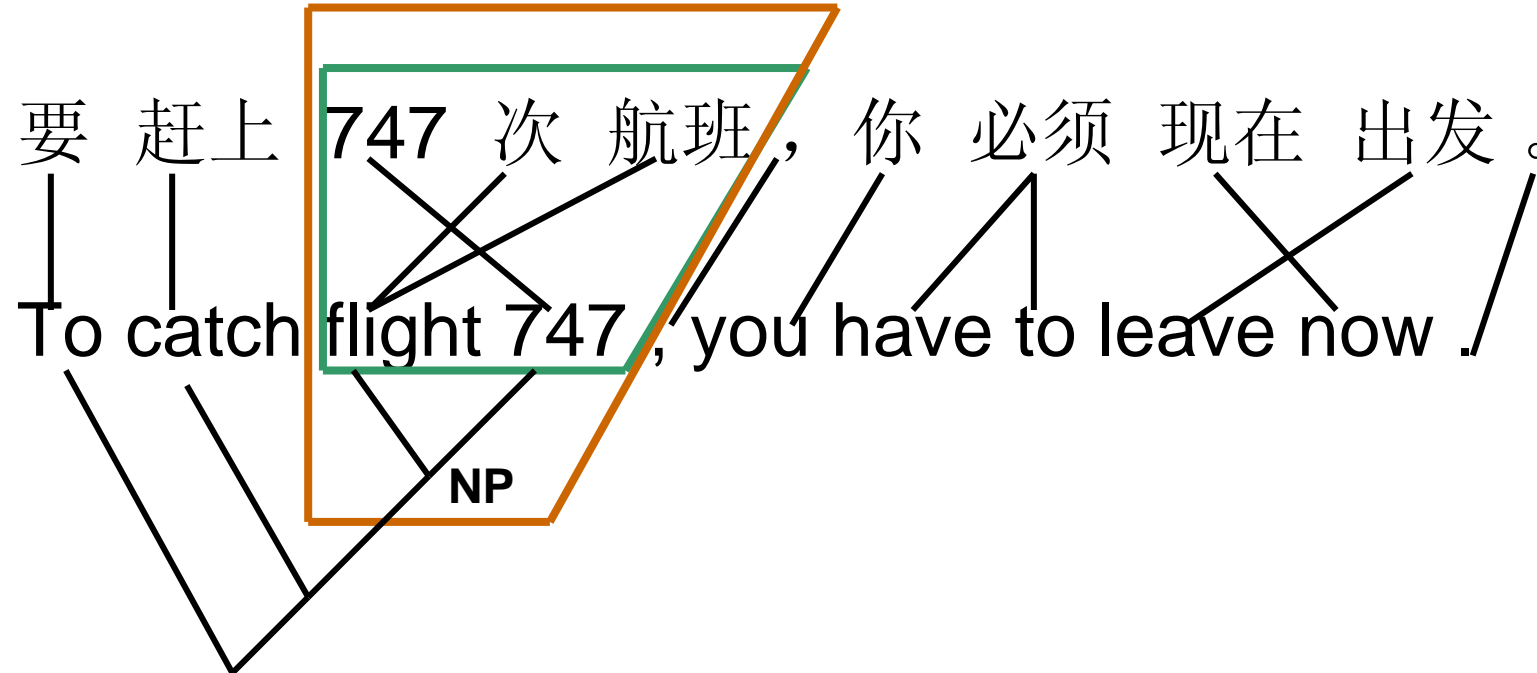 要 赶上 747 次 航班 ， 你 必须 现在 出发 。
To catch flight 747 , you have to leave now .
NP